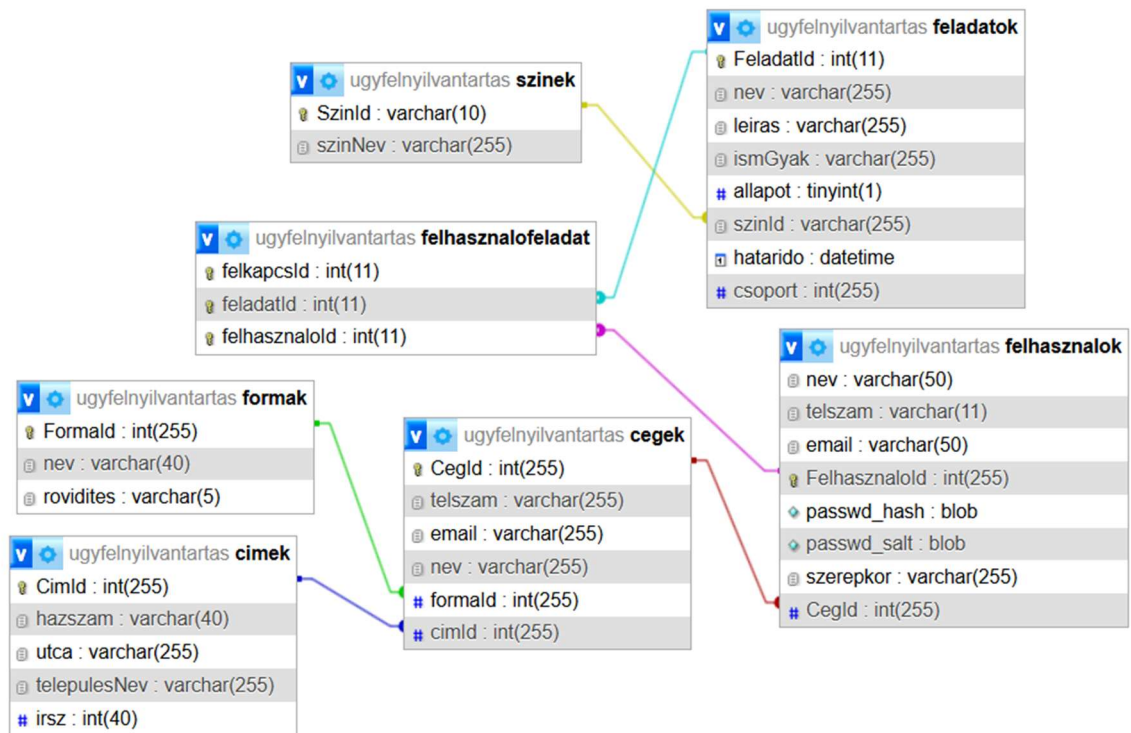 ugyfelnyilvantartas szinek
SzinId : varchar(10)
szinNev : varchar(255)
ugyfelnyilvantartas feladatok
FeladatId : int(11)
nev : varchar(255)
leiras : varchar(255)
ismGyak : varchar(255)
# allapot : tinyint(1)
szinId : varchar(255)
hatarido : datetime
# csoport : int(255)
ugyfelnyilvantartas felhasznalofeladat
felkapcsId : int(11)
feladatId : int(11)
felhasznaloId : int(11)
ugyfelnyilvantartas felhasznalok
nev : varchar(50)
telszam : varchar(11)
email : varchar(50)
FelhasznaloId : int(255)
passwd_hash : blob
passwd_salt : blob
szerepkor : varchar(255)
# CegId : int(255)
ugyfelnyilvantartas formak
FormaId : int(255)
nev : varchar(40)
rovidites : varchar(5)
ugyfelnyilvantartas cegek
CegId : int(255)
telszam : varchar(255)
email : varchar(255)
nev : varchar(255)
# formaId : int(255)
# cimId : int(255)
ugyfelnyilvantartas cimek
CimId : int(255)
hazszam : varchar(40)
utca : varchar(255)
telepulesNev : varchar(255)
# irsz : int(40)